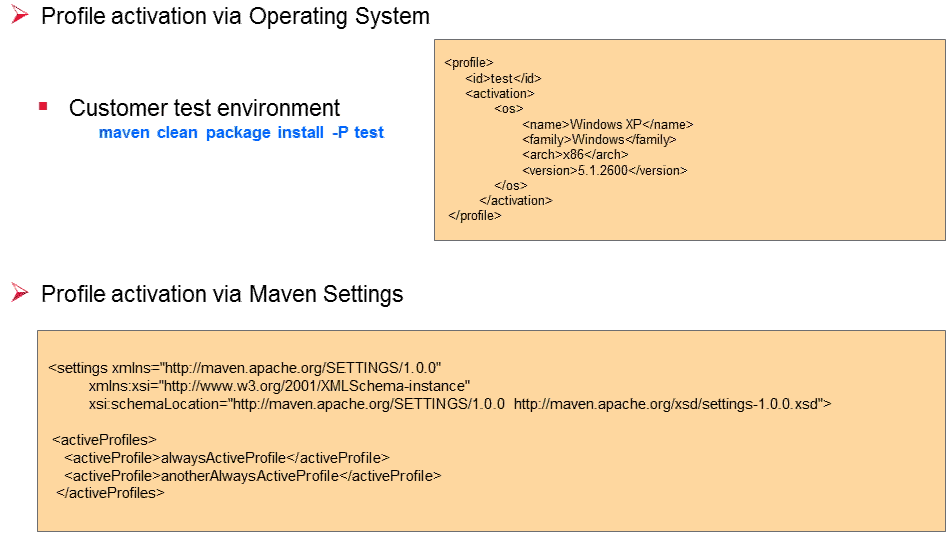 Profile activation via Operating System
Customer test environment
maven clean package install -P test
<profile>
<id>test</id>
<activation>
<os>
<name>Windows XP</name>
<family>Windows</family>
<arch>x86</arch>
<version>5.1.2600</version>
</os>
</activation>
</profile>
Profile activation via Maven Settings
<settings xmlns="http://maven.apache.org/SETTINGS/1.0.0"
xmlns:xsi="http://www.w3.org/2001/XMLSchema-instance"
xsi:schemaLocation="http://maven.apache.org/SETTINGS/1.0.0 http://maven.apache.org/xsd/settings-1.0.0.xsd">
<activeProfiles>
<activeProfile>alwaysActiveProfile</activeProfile>
<activeProfile>anotherAlwaysActiveProfile</activeProfile>
</activeProfiles>